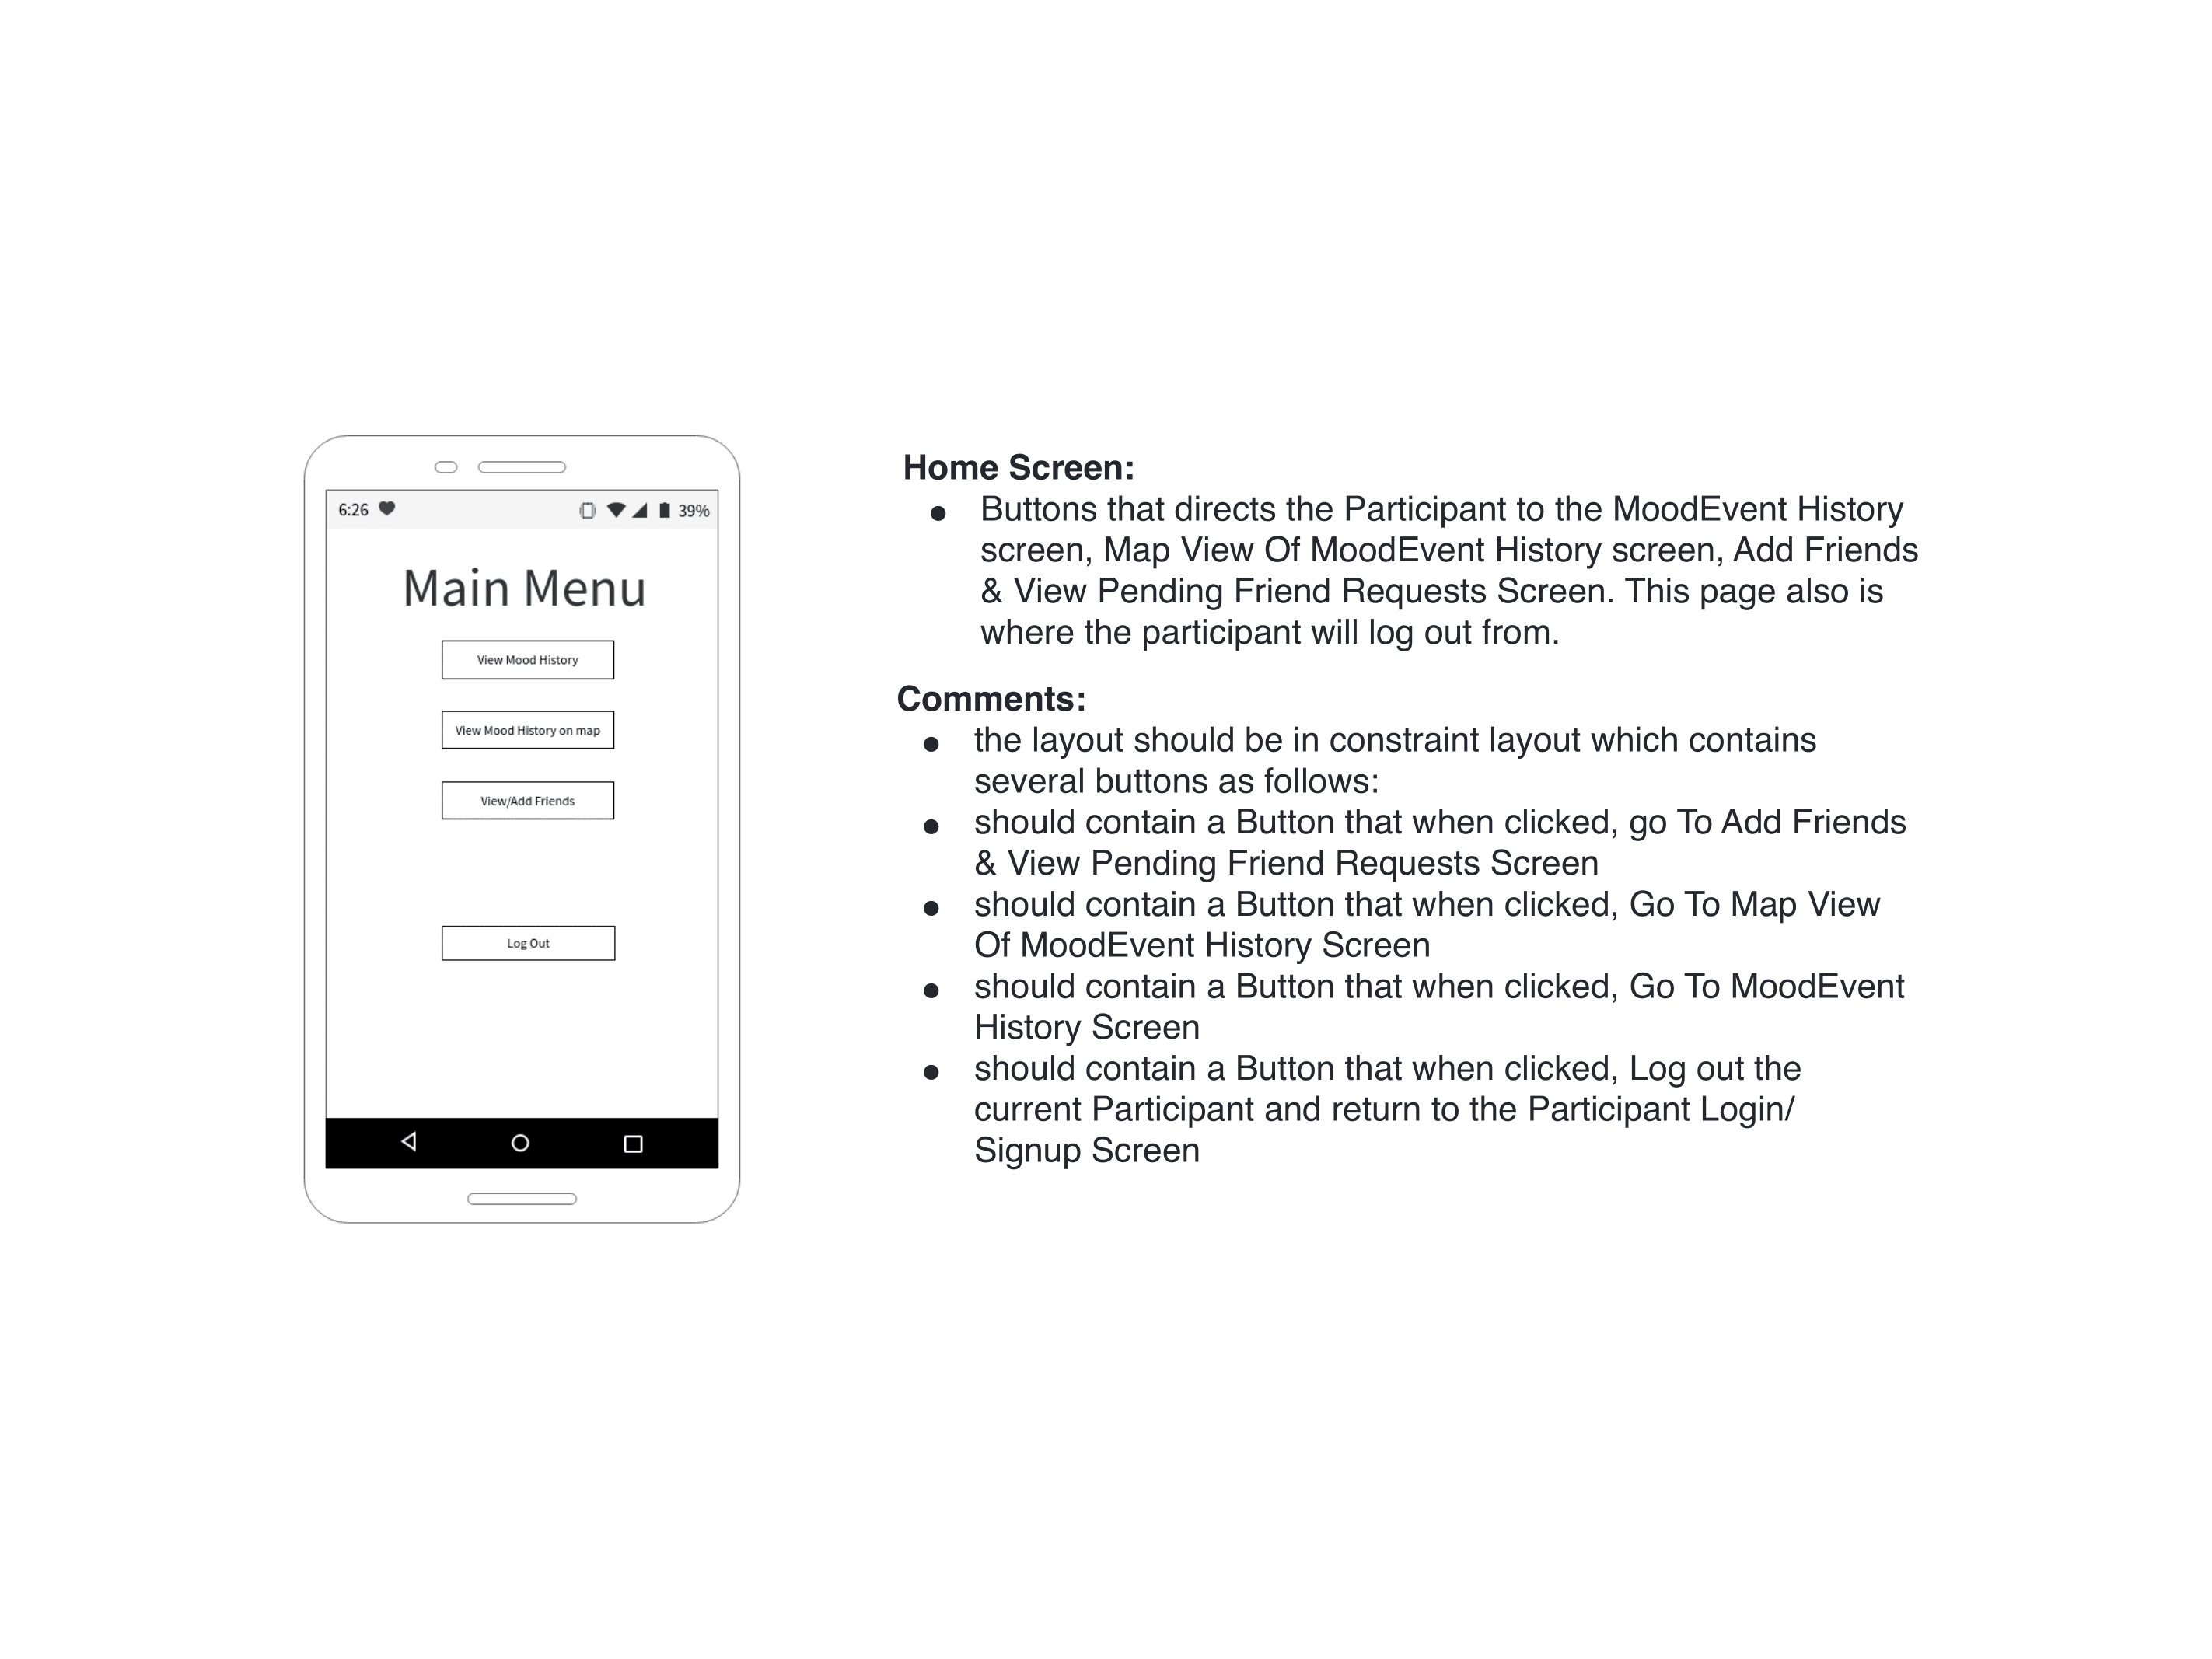 6:26
39%
Main Menu
View Mood History
View Mood History on map
View/Add Friends
Log Out
Home Screen:
● Buttons that directs the Participant to the MoodEvent History
screen, Map View Of MoodEvent History screen, Add Friends
& View Pending Friend Requests Screen. This page also is
where the participant will log out from.
Comments:
● the layout should be in constraint layout which contains
several buttons as follows:
● should contain a Button that when clicked, go To Add Friends
& View Pending Friend Requests Screen
● should contain a Button that when clicked, Go To Map View
Of MoodEvent History Screen
● should contain a Button that when clicked, Go To MoodEvent
History Screen
● should contain a Button that when clicked, Log out the
current Participant and return to the Participant Login/
Signup Screen